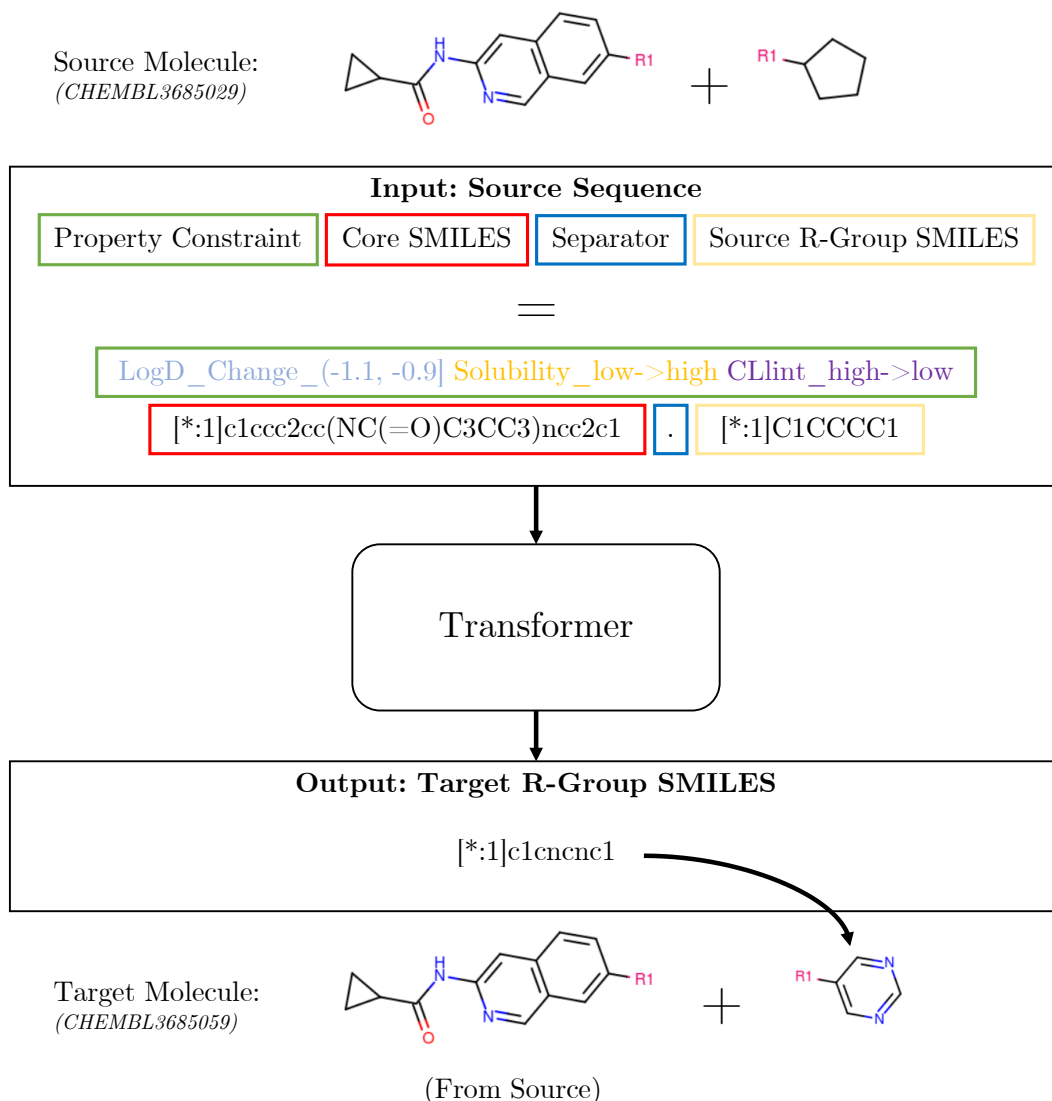 Source Molecule:
(CHEMBL3685029)
H
N
N
O
R1
+
R1
Input: Source Sequence
Property Constraint Core SMILES Separator Source R-Group SMILES
=
LogD_Change_(-1.1, -0.9] Solubility_low->high CLlint_high->low
[*:1]c1ccc2cc(NC(=O)C3CC3)ncc2c1 . [*:1]C1CCCC1
Transformer
Output: Target R-Group SMILES
[*:1]c1cncnc1
Target Molecule:
(CHEMBL3685059)
H
N
N
O
R1
+
R1
N
N
(From Source)